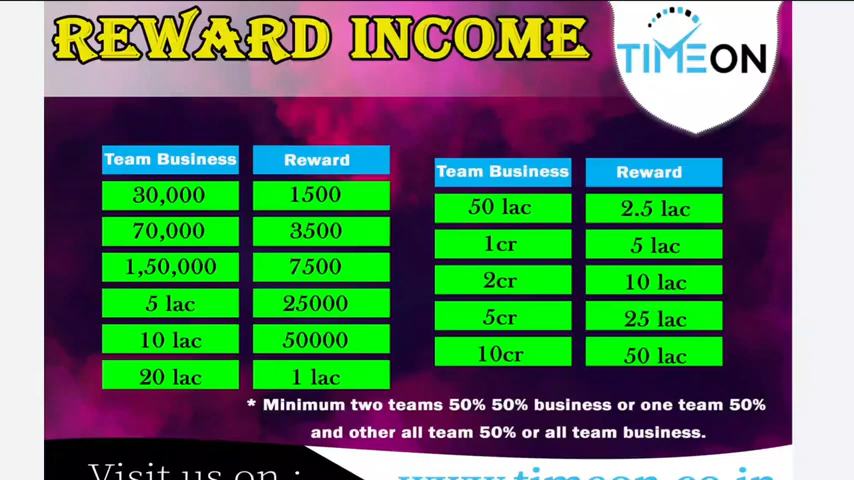 REWARD INCOME
TIMEON
Team Business Reward
30,000 1500
70,000 3500
1,50,000 7500
5 lac 25000
10 lac 50000
20 lac 1 lac
Team Business Reward
50 lac 2.5 lac
1cr 5 lac
2cr 10 lac
5cr 25 lac
10cr 50 lac
* Minimum two teams 50% 50% business or one team 50%
and other all team 50% or all team business.
Visit us on :
www.timeon.co.in